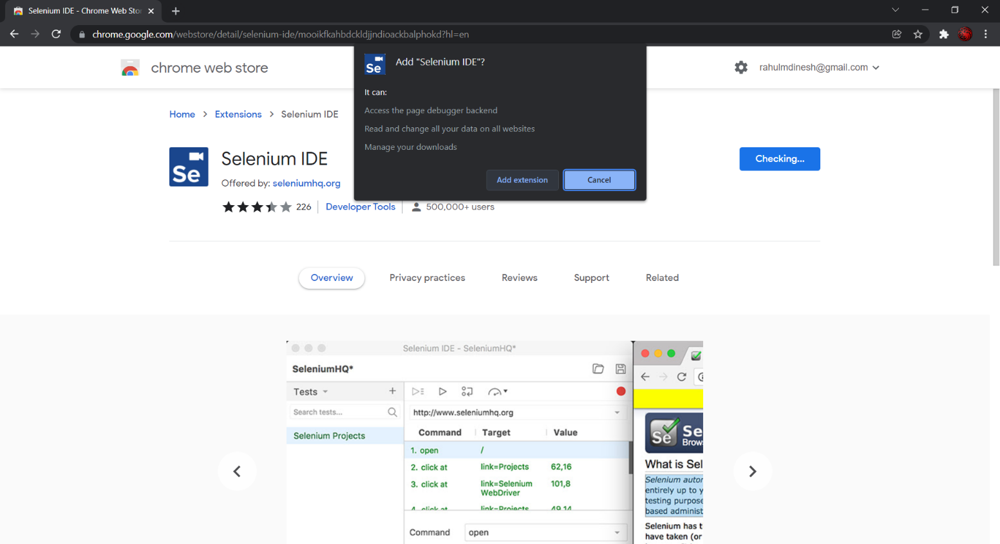 Selenium IDE - Chrome Web Stor
chrome.google.com/webstore/detail/selenium-ide/mooikfkahbdckldjjndioackbalphokd?hl=en
chrome web store
rahulmdinesh@gmail.com
Add "Selenium IDE"?
It can:
Access the page debugger backend
Read and change all your data on all websites
Manage your downloads
Add extension
Cancel
Home
Extensions
Selenium IDE
Se
Selenium IDE
Offered by: seleniumhq.org
Checking...
226
Developer Tools
500,000+ users
Overview
Privacy practices
Reviews
Support
Related
Selenium IDE - SeleniumHQ*
SeleniumHQ*
Tests
Search tests...
Selenium Projects
http://www.seleniumhq.org
Command Target Value
1. open /
2. click at link=Projects 62,16
3. click at link=Selenium WebDriver 101,8
4. click at link=Projects 49,14
Command open
Se
Se
Brow
What is Sel
Selenium autor
entirely up to y
testing purpose
based administ
Selenium has t
have taken (or